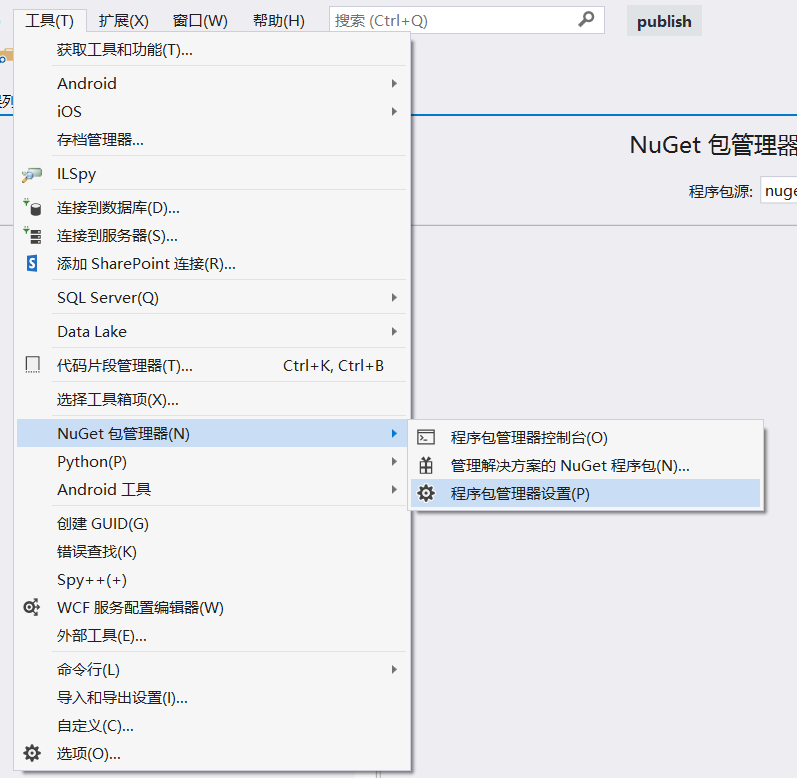 工具(T) 扩展(X) 窗口(W) 帮助(H) 搜索 (Ctrl+Q) publish
获取工具和功能(T)...
Android
iOS
存档管理器...
NuGet 包管理器
ILSpy
程序包源: nuge
连接到数据库(D)...
连接到服务器(S)...
添加 SharePoint 连接(R)...
SQL Server(Q)
Data Lake
代码片段管理器(T)... Ctrl+K, Ctrl+B
选择工具箱项(X)...
NuGet 包管理器(N)
程序包管理器控制台(O)
管理解决方案的 NuGet 程序包(N)...
程序包管理器设置(P)
Python(P)
Android 工具
创建 GUID(G)
错误查找(K)
Spy++(+)
WCF 服务配置编辑器(W)
外部工具(E)...
命令行(L)
导入和导出设置(I)...
自定义(C)...
选项(O)...